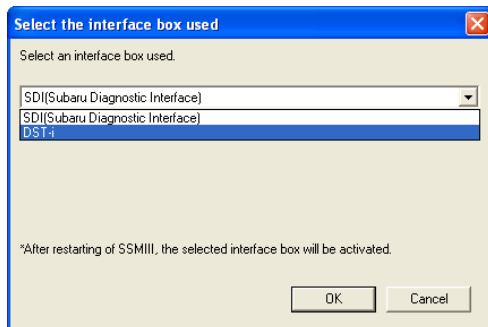 Select the interface box used
Select an interface box used.
SDI(Subaru Diagnostic Interface)
SDI(Subaru Diagnostic Interface)
DST-i
*After restarting of SSMIII, the selected interface box will be activated.
OK
Cancel